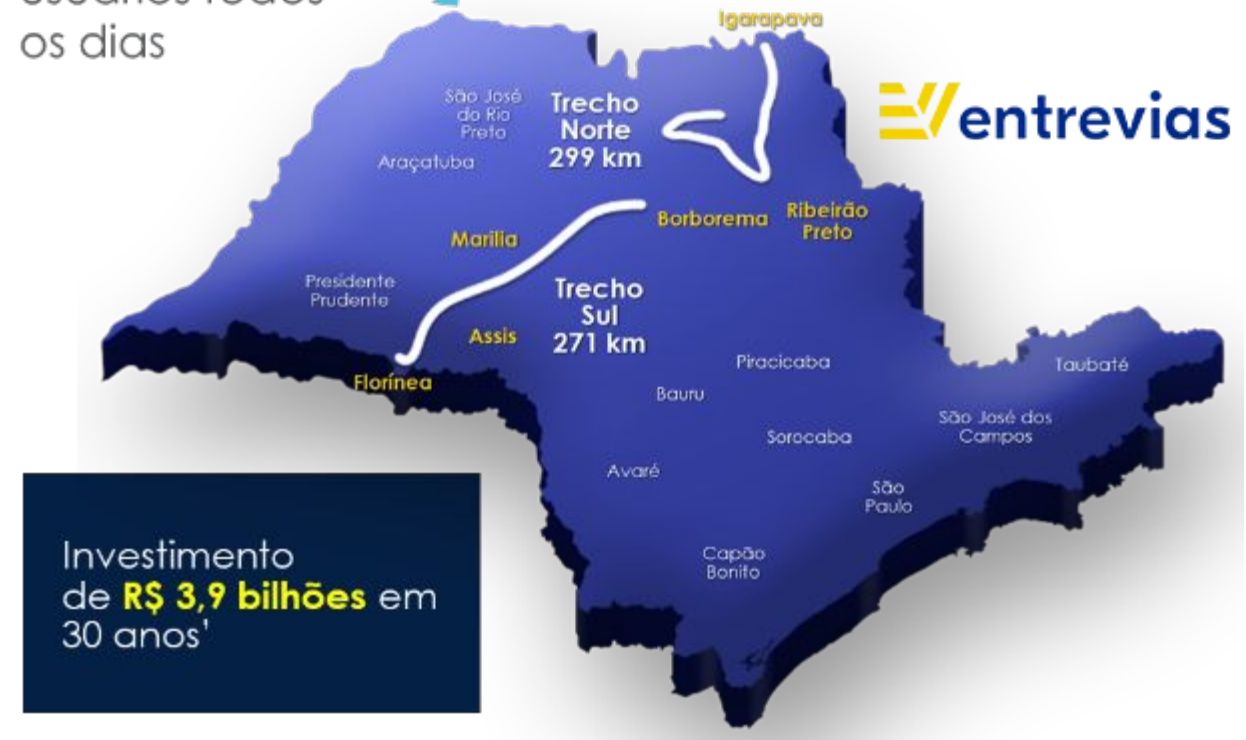 os dias
Igarapava
entrevias
São José
do Rio
Preto
Trecho
Norte
299 km
Araçatuba
Marília
Borborema
Ribeirão
Preto
Presidente
Prudente
Trecho
Sul
271 km
Assis
Florínea
Piracicaba
Taubaté
Bauru
São José dos
Campos
Sorocaba
Avaré
São
Paulo
Capão
Bonito
Investimento
de R$ 3,9 bilhões em
30 anos'